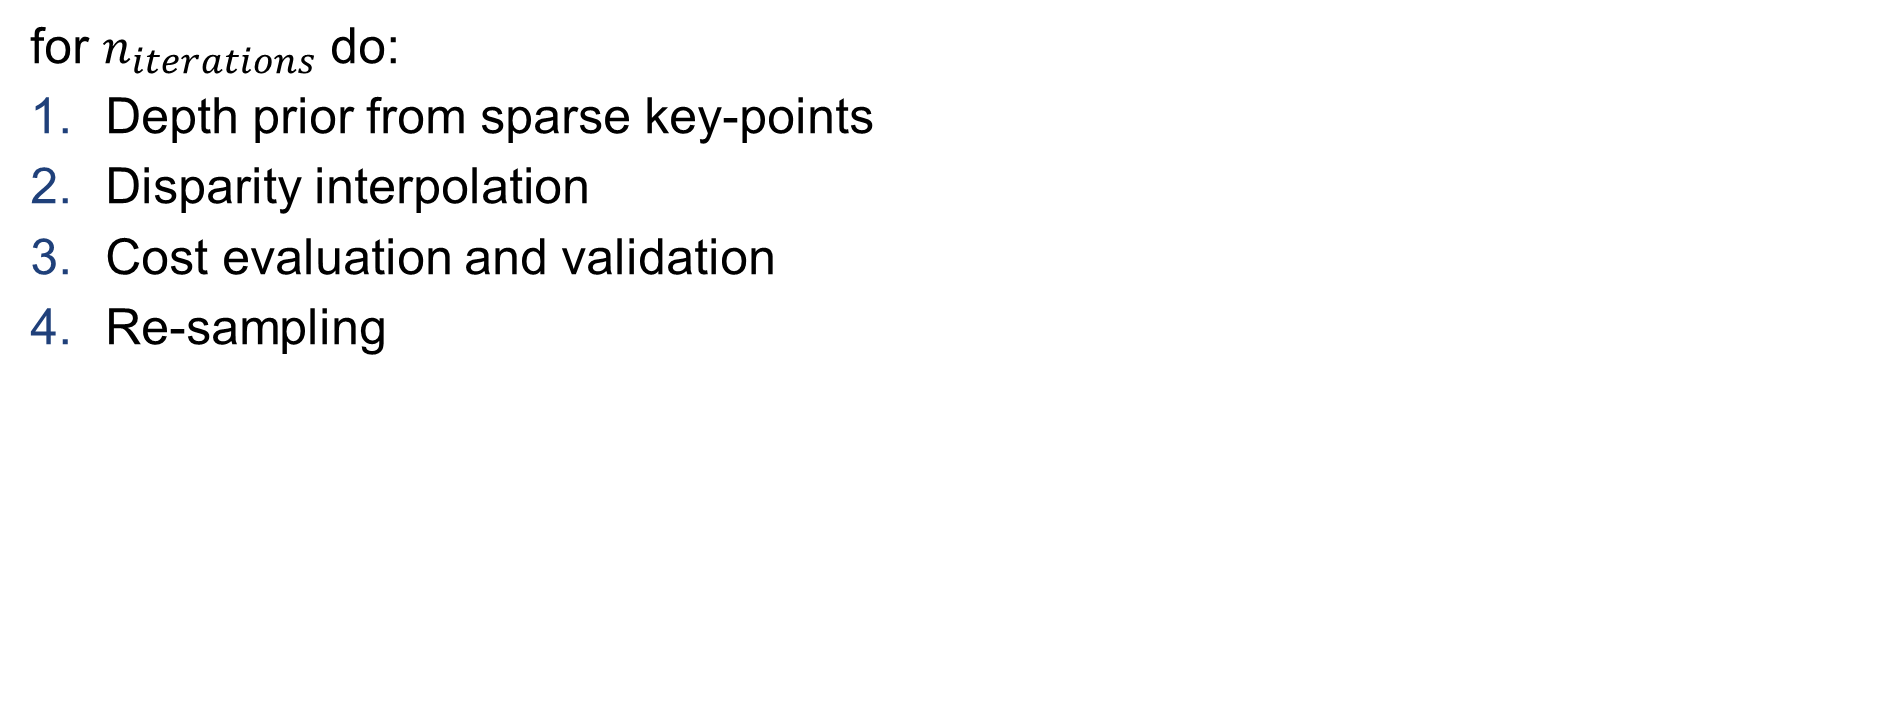 for n_iterations do:
1. Depth prior from sparse key-points
2. Disparity interpolation
3. Cost evaluation and validation
4. Re-sampling